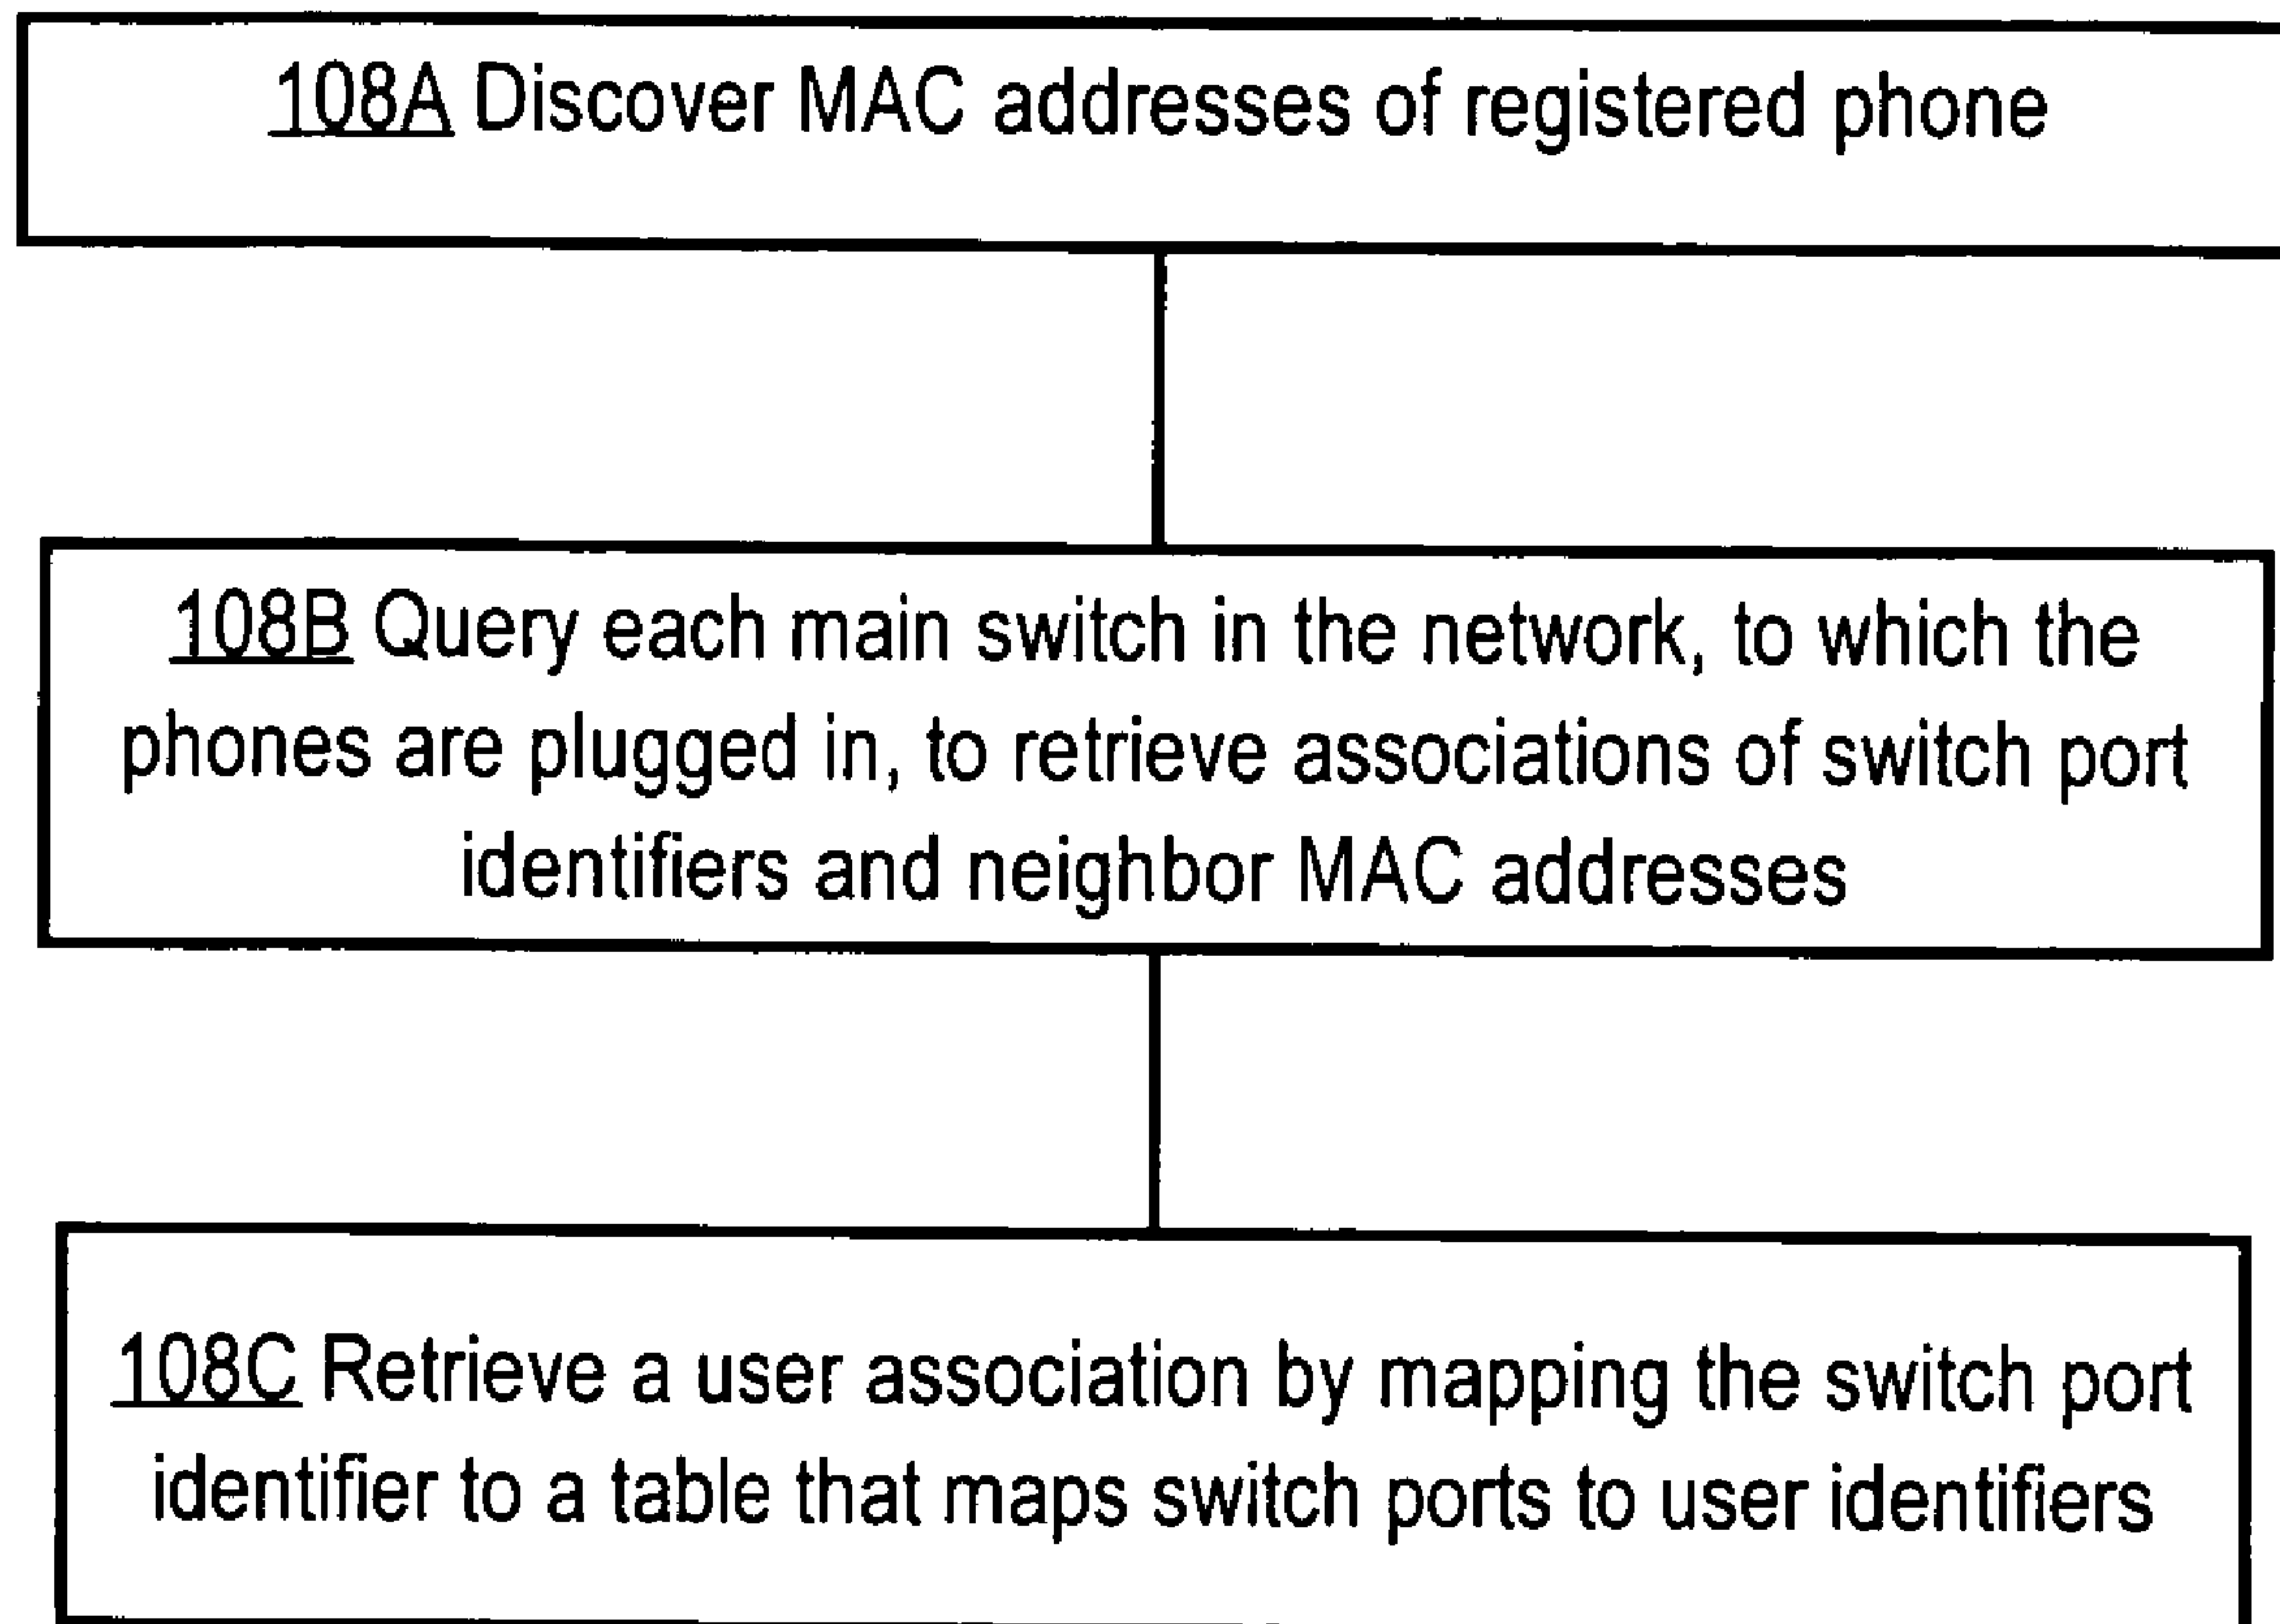 108A Discover MAC addresses of registered phone
108B Query each main switch in the network, to which the
phones are plugged in, to retrieve associations of switch port
identifiers and neighbor MAC addresses
108C Retrieve a user association by mapping the switch port
identifier to a table that maps switch ports to user identifiers